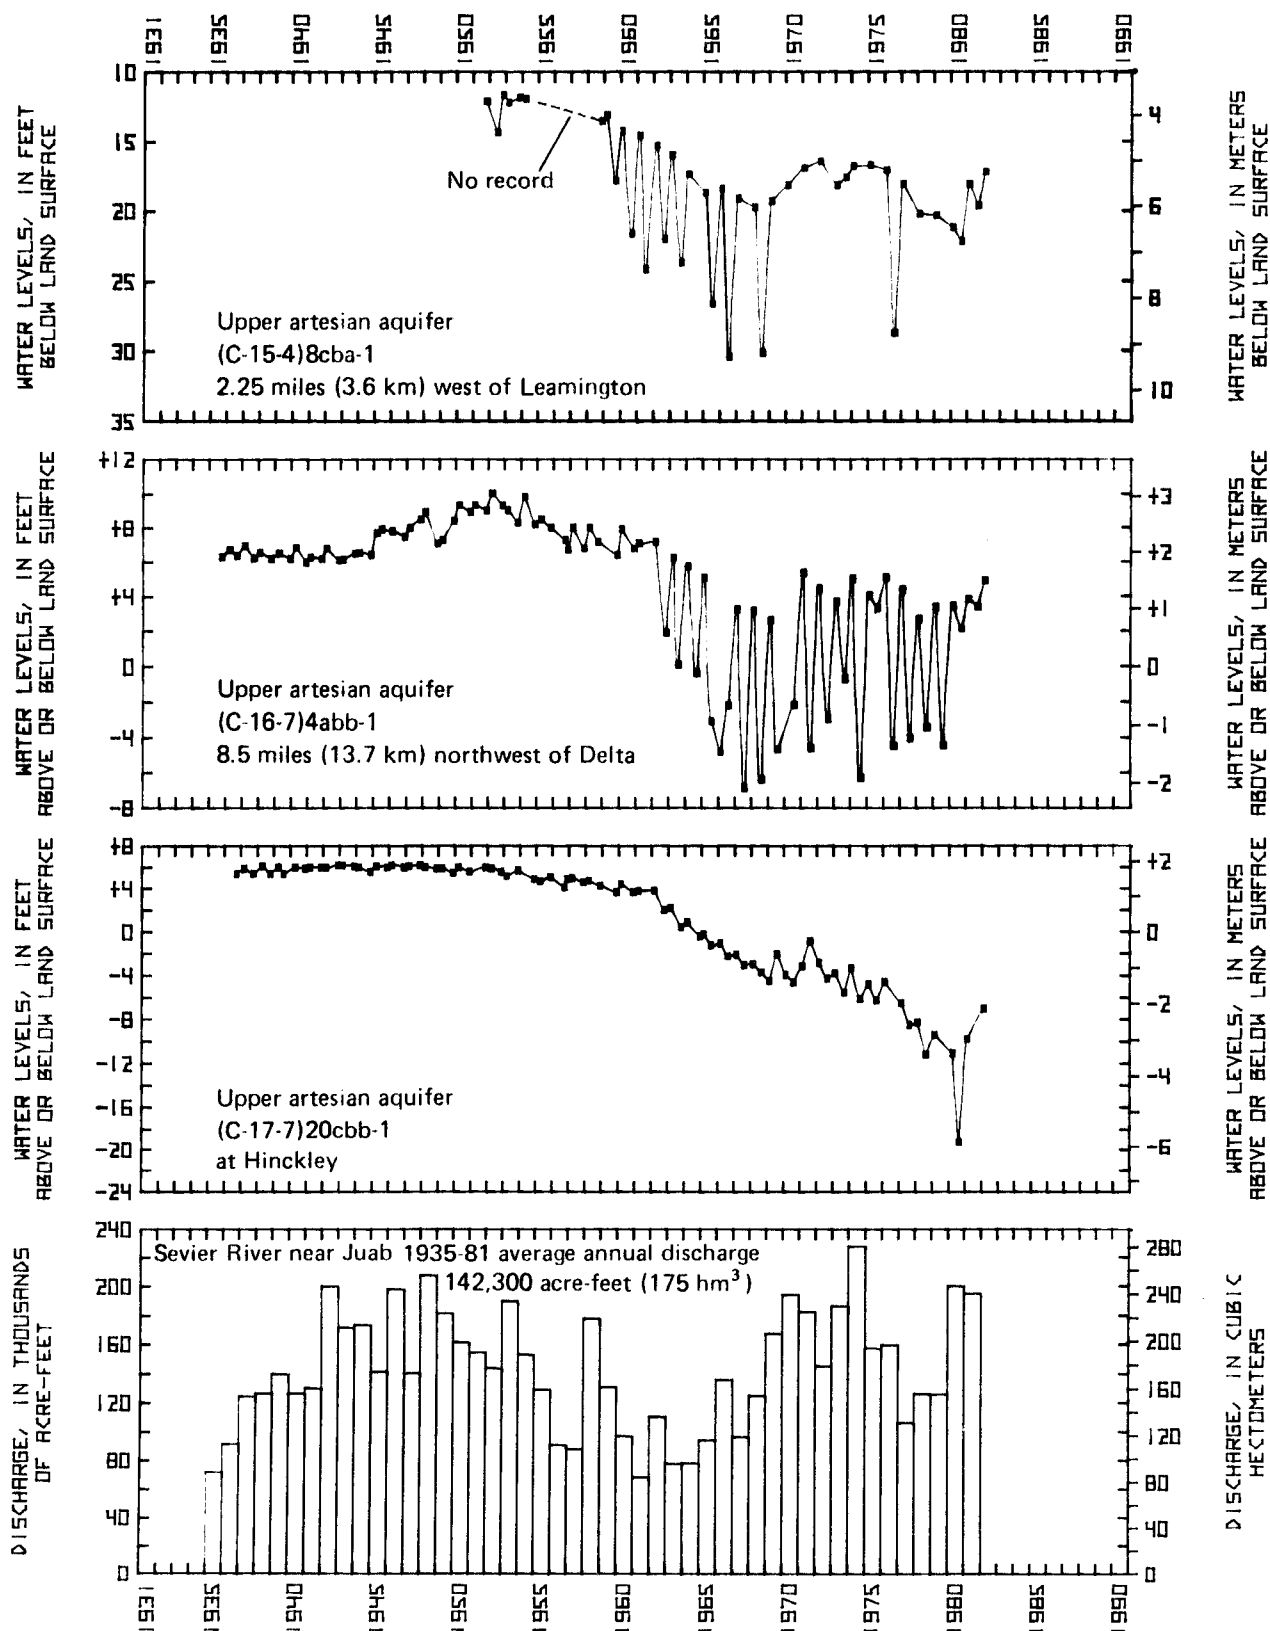 1931 1935 1940 1945 1950 1955 1960 1965 1970 1975 1980 1985 1990
WATER LEVELS, IN FEET
BELOW LAND SURFACE
10
15
20
25
30
35
No record
Upper artesian aquifer
(C-15-4)8cba-1
2.25 miles (3.6 km) west of Leamington
4
6
8
10
WATER LEVELS, IN METERS
BELOW LAND SURFACE
WATER LEVELS, IN FEET
ABOVE OR BELOW LAND SURFACE
+12
+8
+4
0
-4
-8
Upper artesian aquifer
(C-16-7)4abb-1
8.5 miles (13.7 km) northwest of Delta
+3
+2
+1
0
-1
-2
WATER LEVELS, IN METERS
ABOVE OR BELOW LAND SURFACE
WATER LEVELS, IN FEET
ABOVE OR BELOW LAND SURFACE
+8
+4
0
-4
-8
-12
-16
-20
-24
Upper artesian aquifer
(C-17-7)20cbb-1
at Hinckley
+2
0
-2
-4
-6
WATER LEVELS, IN METERS
ABOVE OR BELOW LAND SURFACE
DISCHARGE, IN THOUSANDS
OF ACRE-FEET
240
200
160
120
80
40
0
Sevier River near Juab 1935-81 average annual discharge
142,300 acre-feet (175 hm³)
280
240
200
160
120
80
40
0
DISCHARGE, IN CUBIC
HECTOMETERS
1931 1935 1940 1945 1950 1955 1960 1965 1970 1975 1980 1985 1990